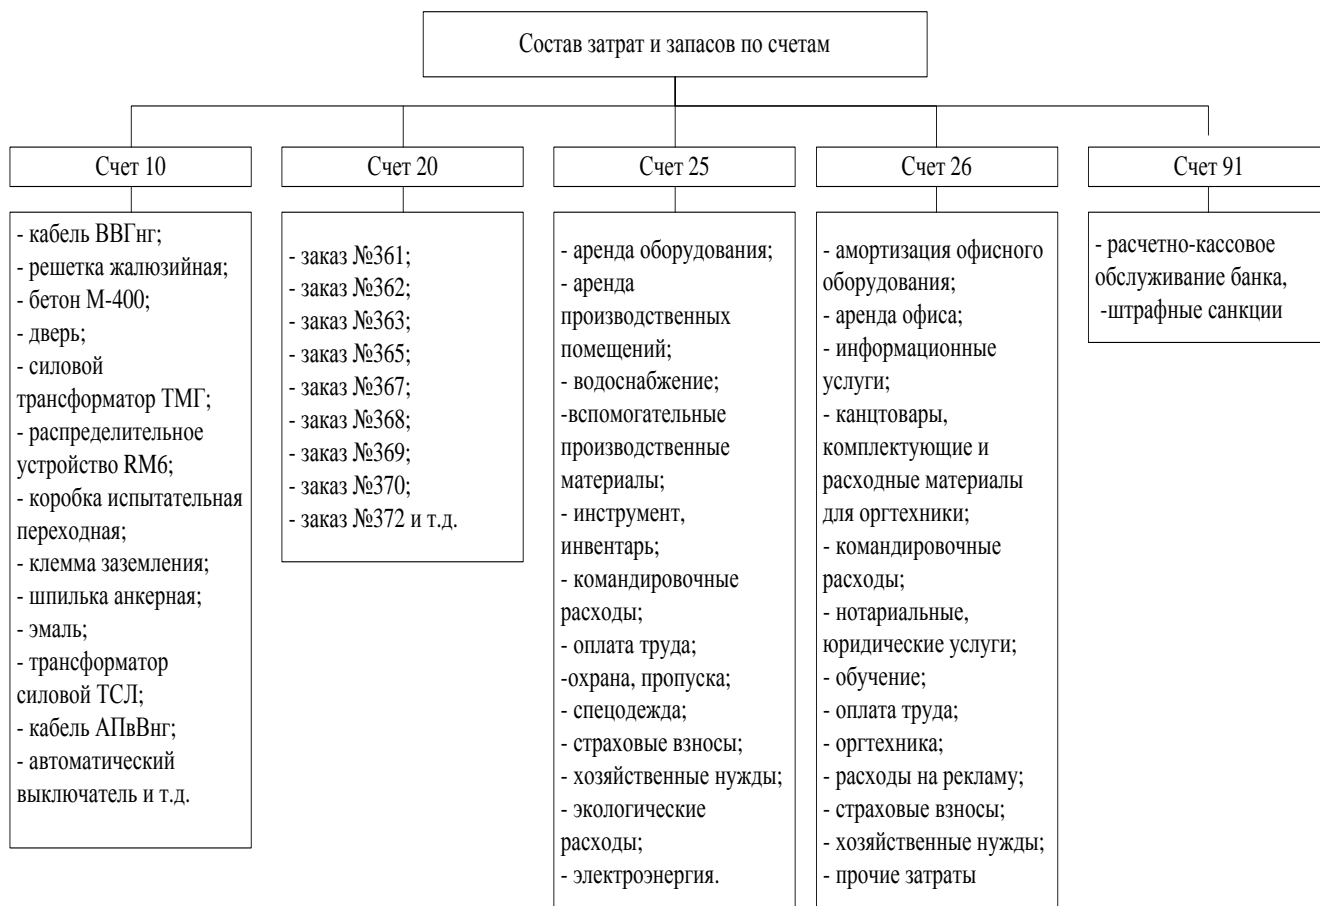 Состав затрат и запасов по счетам
Счет 10
- кабель ВВГнг;
- решетка жалюзийная;
- бетон М-400;
- дверь;
- силовой
трансформатор ТМГ;
- распределительное
устройство RM6;
- коробка испытательная
переходная;
- клемма заземления;
- шпилька анкерная;
- эмаль;
- трансформатор
силовой ТСЛ;
- кабель АПвВнг;
- автоматический
выключатель и т.д.
Счет 20
- заказ №361;
- заказ №362;
- заказ №363;
- заказ №365;
- заказ №367;
- заказ №368;
- заказ №369;
- заказ №370;
- заказ №372 и т.д.
Счет 25
- аренда оборудования;
- аренда
производственных
помещений;
- водоснабжение;
-вспомогательные
производственные
материалы;
- инструмент,
инвентарь;
- командировочные
расходы;
- оплата труда;
-охрана, пропуска;
- спецодежда;
- страховые взносы;
- хозяйственные нужды;
- экологические
расходы;
- электроэнергия.
Счет 26
- амортизация офисного
оборудования;
- аренда офиса;
- информационные
услуги;
- канцтовары,
комплектующие и
расходные материалы
для оргтехники;
- командировочные
расходы;
- нотариальные,
юридические услуги;
- обучение;
- оплата труда;
- оргтехника;
- расходы на рекламу;
- страховые взносы;
- хозяйственные нужды;
- прочие затраты
Счет 91
- расчетно-кассовое
обслуживание банка,
-штрафные санкции